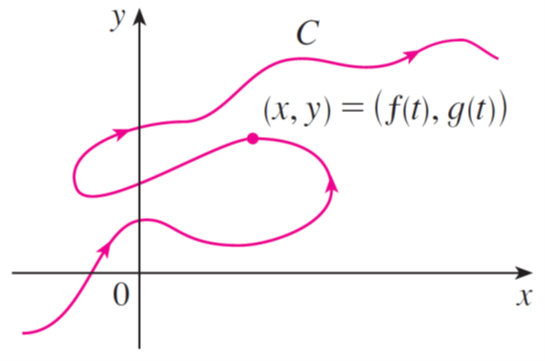 y
C
(x, y) = (f(t), g(t))
0
x